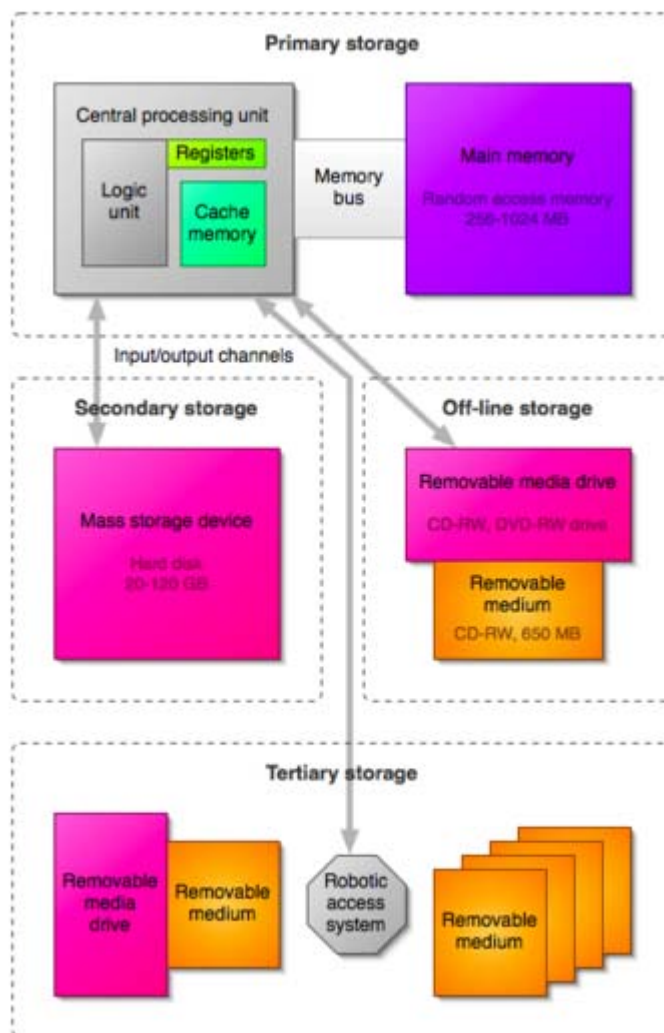 Primary storage
Central processing unit
Registers
Logic
unit
Cache
memory
Memory
bus
Main memory
Random access memory
256-1024 MB
Input/output channels
Secondary storage
Mass storage device
Hard disk
20-120 GB
Off-line storage
Removable media drive
CD-RW, DVD-RW drive
Removable
medium
CD-RW, 650 MB
Tertiary storage
Removable
media
drive
Removable
medium
Robotic
access
system
Removable
medium